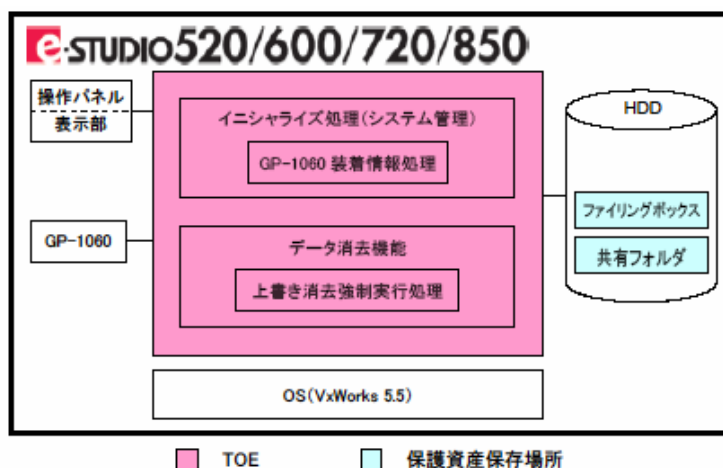 e-STUDIO520/600/720/850
操作パネル
表示部
イニシャライズ処理(システム管理)
GP-1060 装着情報処理
HDD
ファイリングボックス
共有フォルダ
GP-1060
データ消去機能
上書き消去強制実行処理
OS(VxWorks 5.5)
TOE
保護資産保存場所